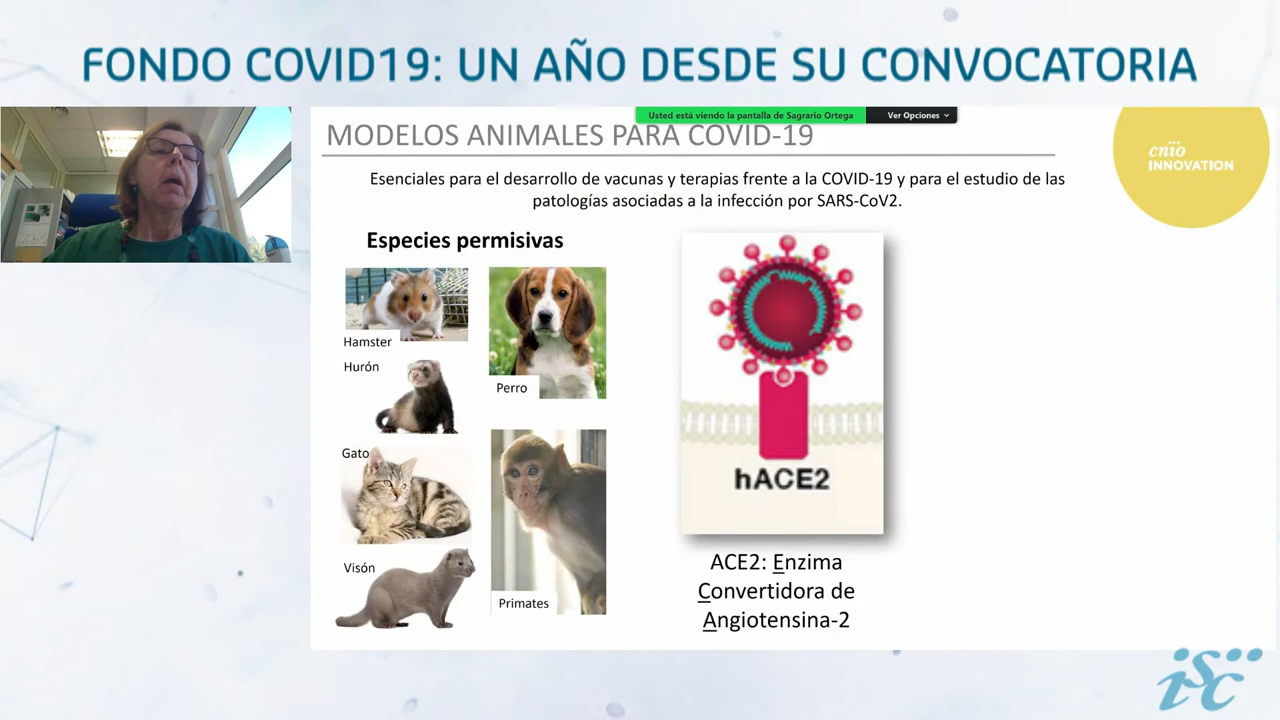 FONDO COVID19: UN AÑO DESDE SU CONVOCATORIA
Usted está viendo la pantalla de Sagrario Ortega
Ver Opciones
MODELOS ANIMALES PARA COVID-19
cnio
INNOVATION
Esenciales para el desarrollo de vacunas y terapias frente a la COVID-19 y para el estudio de las
patologías asociadas a la infección por SARS-CoV2.
Especies permisivas
Hamster
Hurón
Perro
Gato
Visón
Primates
hACE2
ACE2: Enzima
Convertidora de
Angiotensina-2
isc